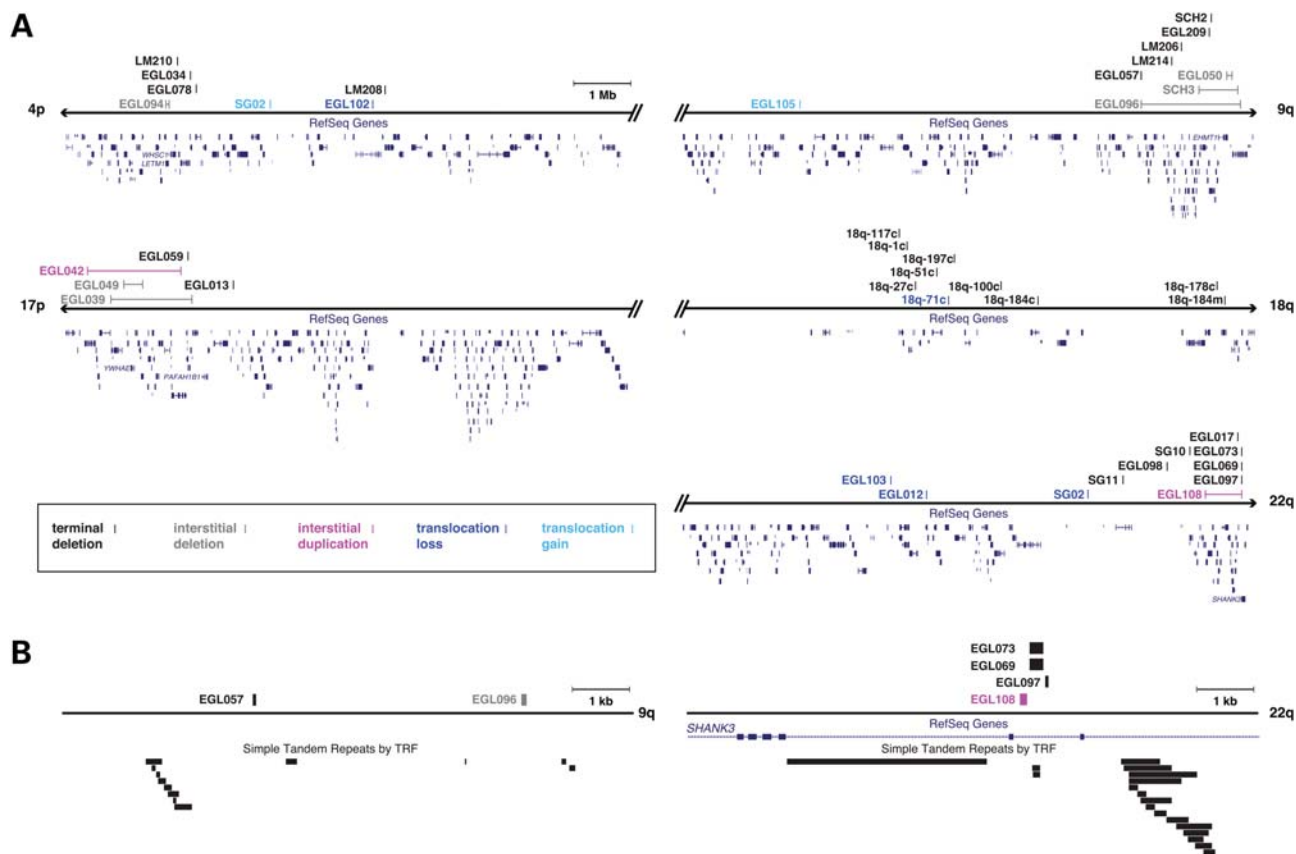 A
LM210
EGL034
EGL078
EGL094
SG02
EGL102
LM208
1 Mb
4p
RefSeq Genes
WHSC1
LETM1
SCH2
EGL209
LM206
LM214
EGL057
EGL050
SCH3
EGL105
EGL096
9q
RefSeq Genes
EHMT1
EGL059
EGL042
EGL049
EGL013
EGL039
17p
RefSeq Genes
YWHAE
PAFAH1B1
18q-117c
18q-1c
18q-197c
18q-51c
18q-27c
18q-100c
18q-178c
18q-71c
18q-184c
18q-184m
18q
RefSeq Genes
EGL017
SG10
EGL073
EGL098
EGL069
SG11
EGL097
EGL103
EGL012
SG02
EGL108
22q
RefSeq Genes
SHANK3
terminal deletion
interstitial deletion
interstitial duplication
translocation loss
translocation gain
B
EGL057
EGL096
1 kb
9q
Simple Tandem Repeats by TRF
EGL073
EGL069
EGL097
EGL108
1 kb
22q
SHANK3
RefSeq Genes
Simple Tandem Repeats by TRF